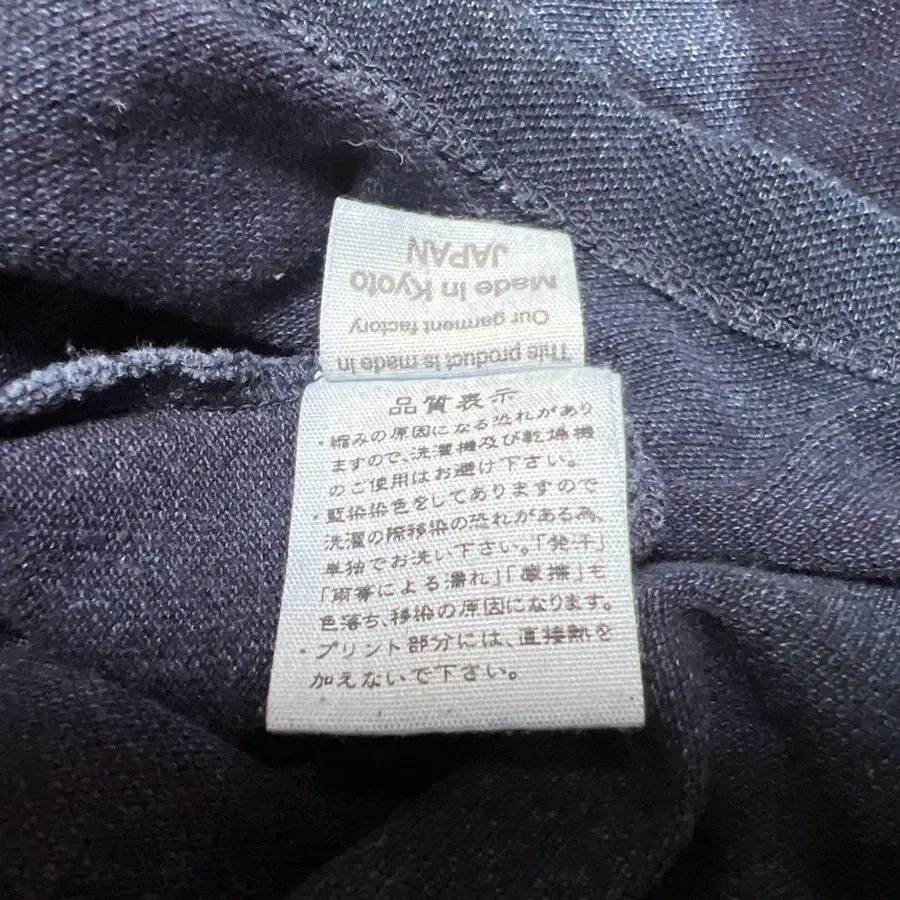 This product is made in
Our garment factory
Made In Kyoto
JAPAN
品質表示
・縮みの原因になる恐れがあり
ますので、洗濯機及び乾燥機
のご使用はお避け下さい。
・藍染染色をしてありますので
洗濯の際移染の恐れがある為、
単独でお洗い下さい。「発汗」
「雨等による濡れ」「摩擦」も
色落ち、移染の原因になります。
・プリント部分には、直接熱を
加えないで下さい。